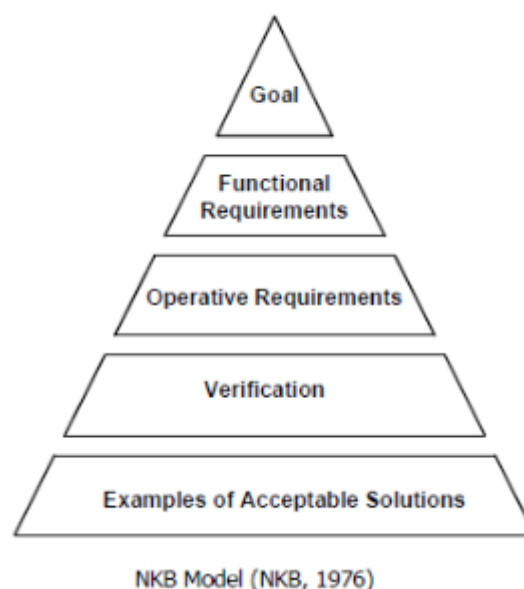 Goal
Functional
Requirements
Operative Requirements
Verification
Examples of Acceptable Solutions
NKB Model (NKB, 1976)